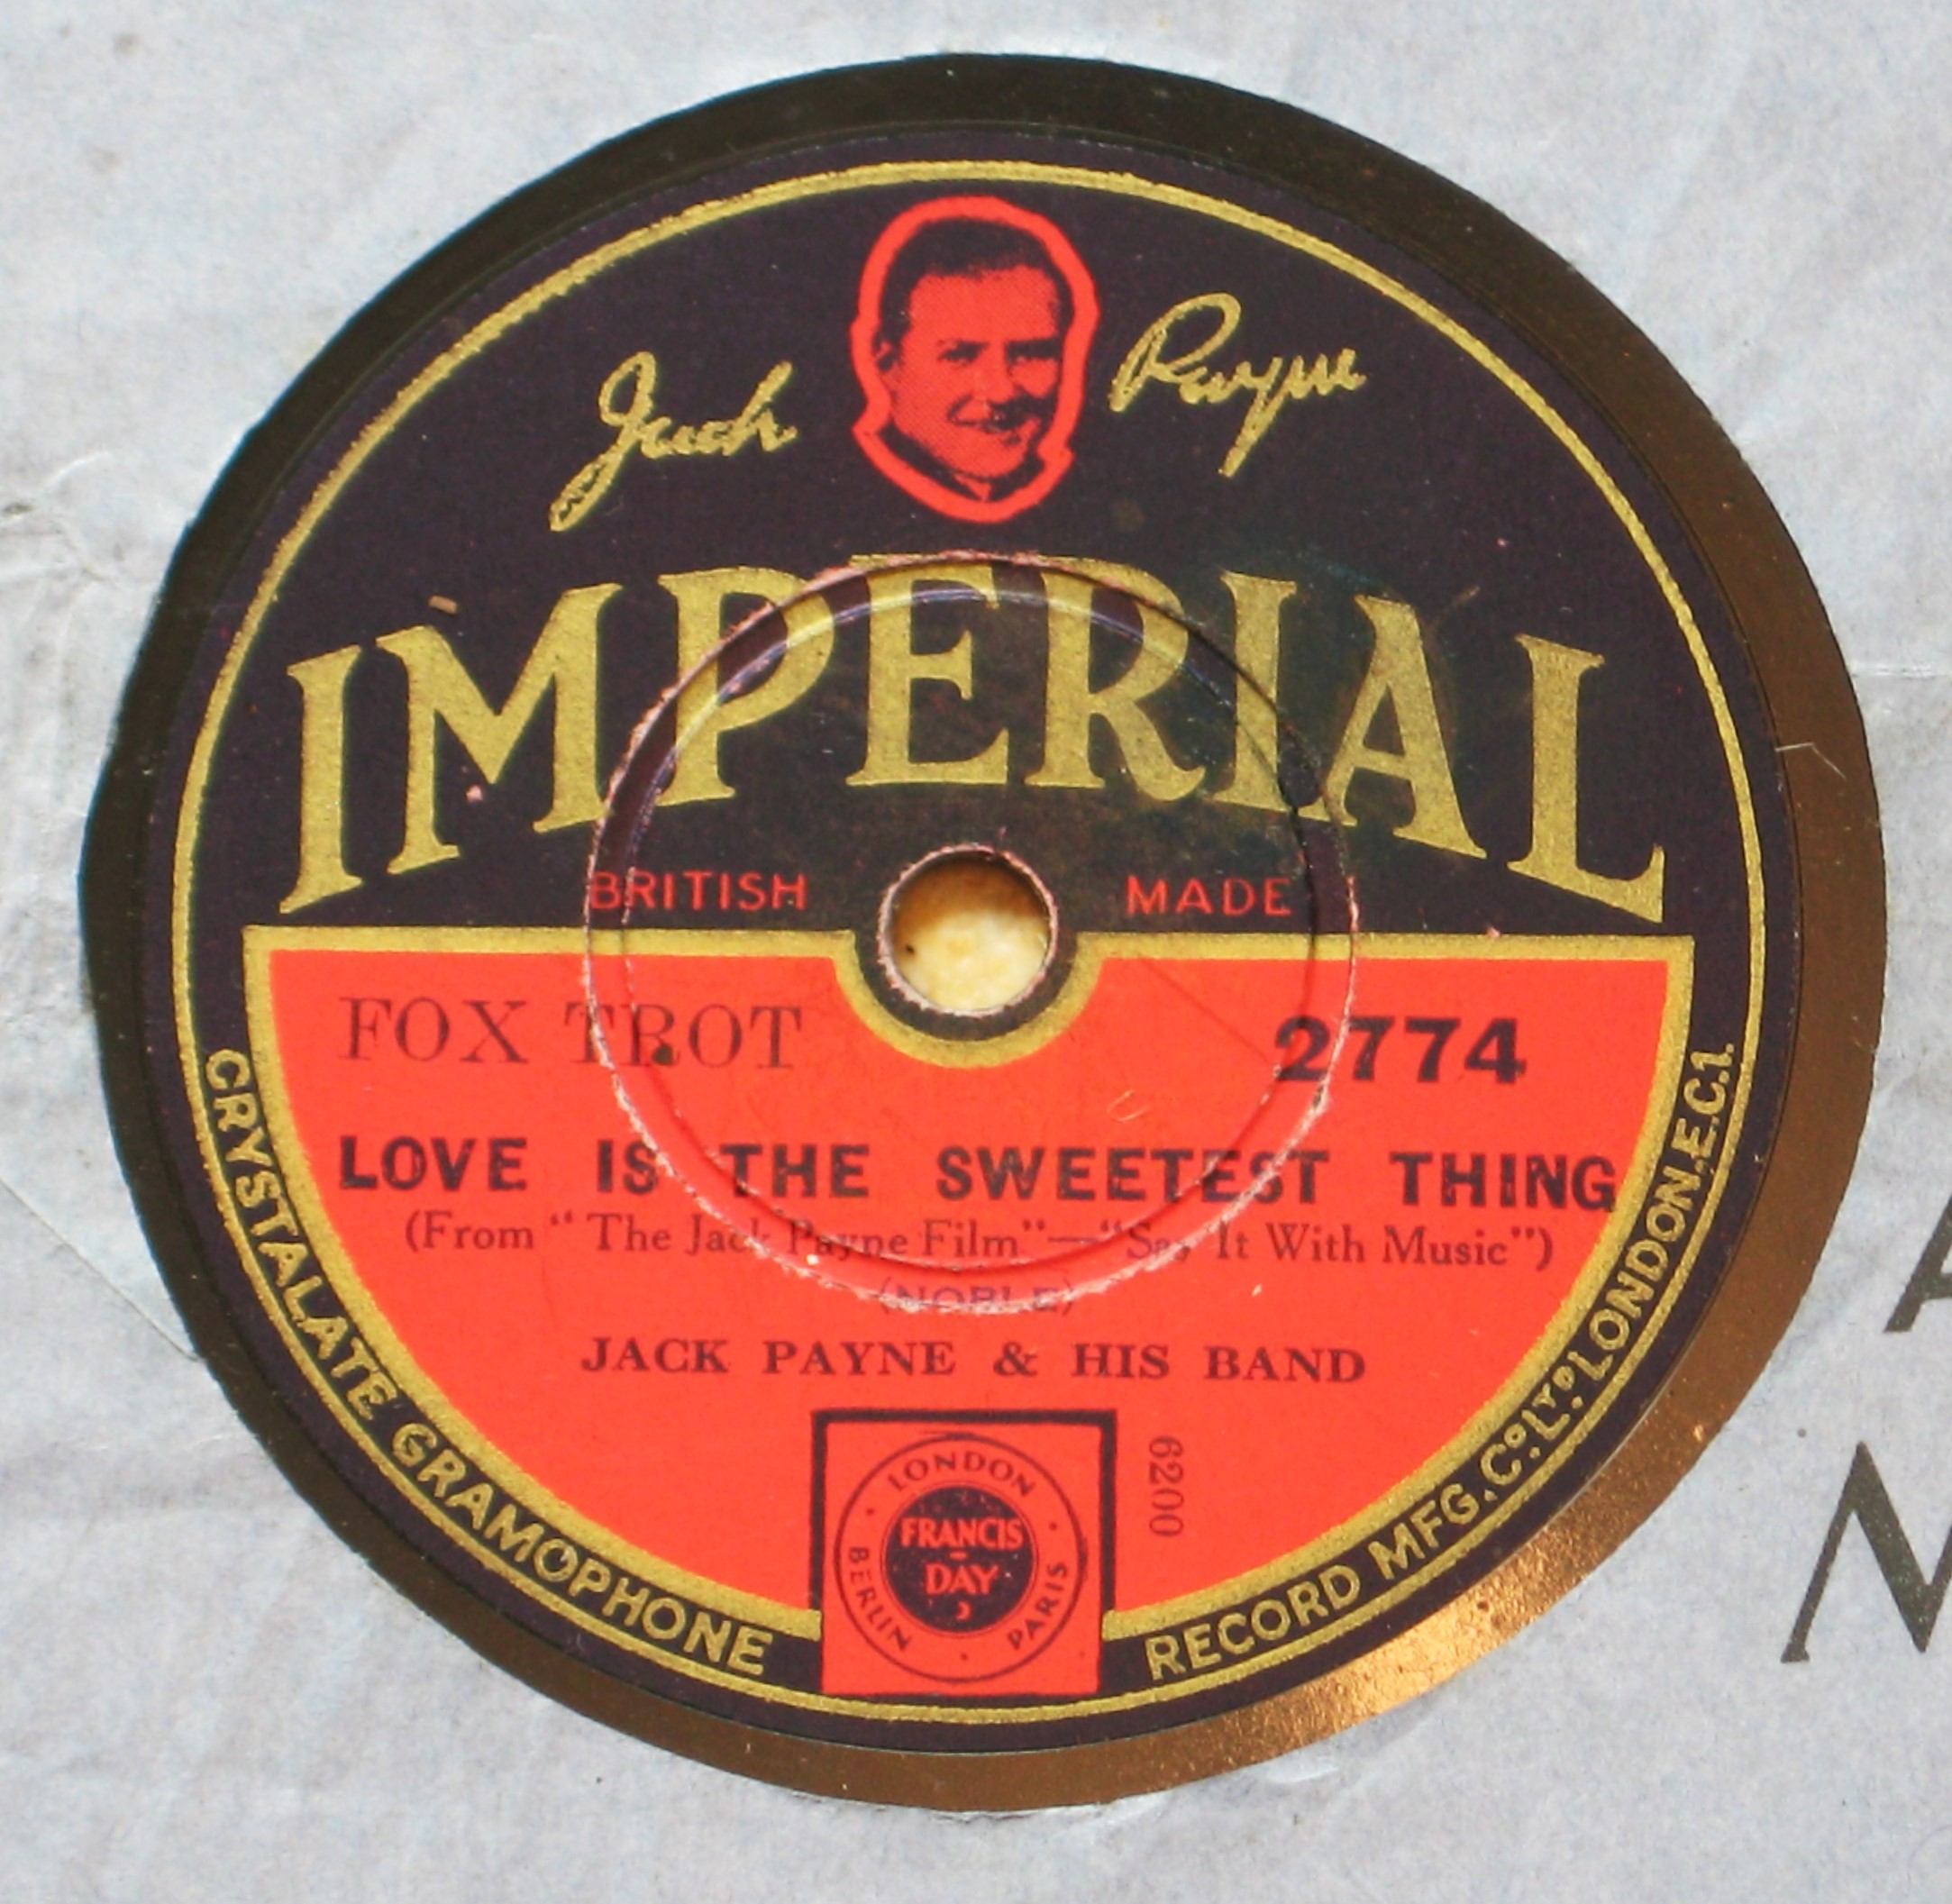 Jack Payne
IMPERIAL
BRITISH MADE
FOX TROT 2774
LOVE IS THE SWEETEST THING
(From "The Jack Payne Film"—"Say It With Music")
(NOBLE)
JACK PAYNE & HIS BAND
6200
LONDON
FRANCIS - DAY
BERLIN PARIS
CRYSTALATE GRAMOPHONE RECORD MFG. Cº. LTº. LONDON. E.C.1.